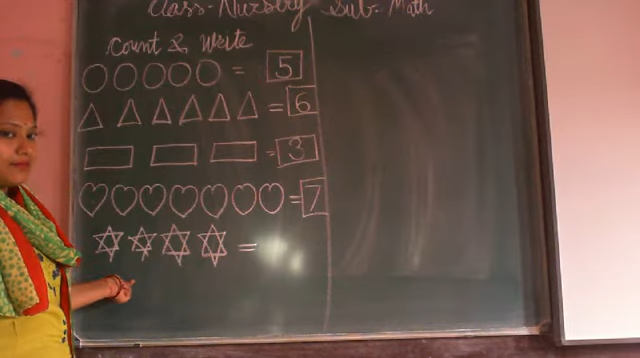 Class- Nursery Sub- Math
Count & Write
= 5
= 6
= 3
= 7
=